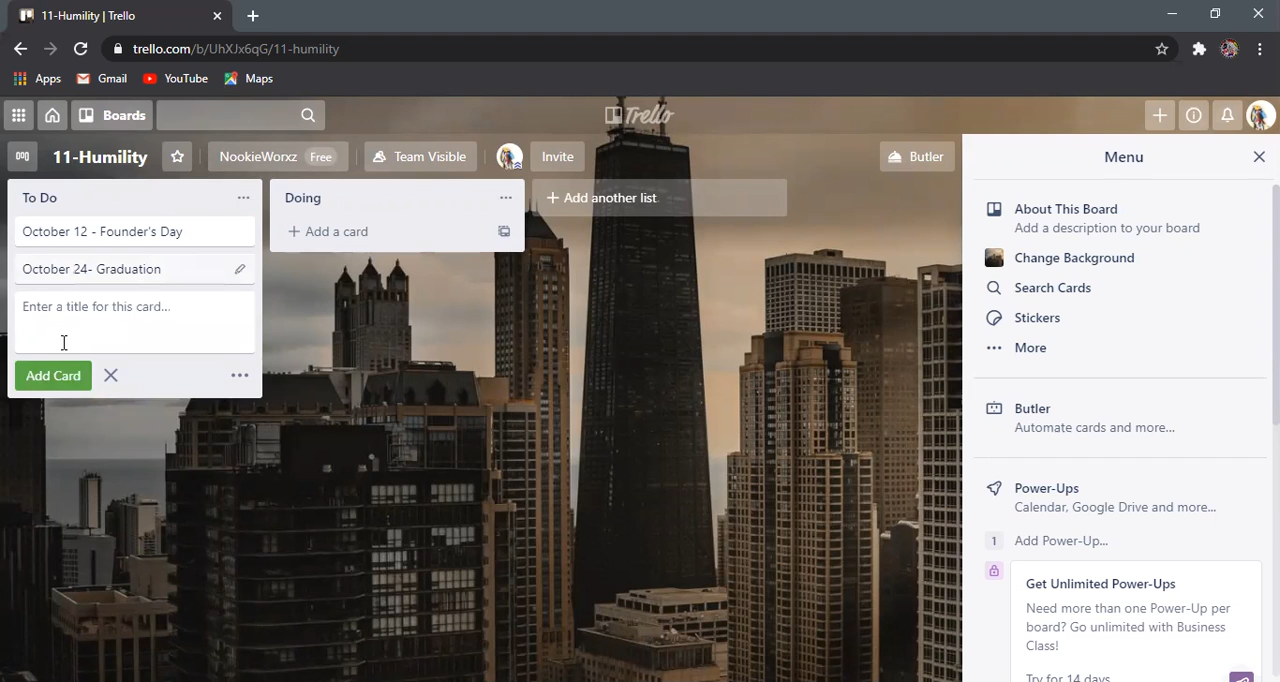 11-Humility | Trello
trello.com/b/UhXJx6qG/11-humility
Apps Gmail YouTube Maps
Boards Trello
11-Humility NookieWorxz Free Team Visible Invite Butler Menu
To Do Doing Add another list
October 12 - Founder's Day Add a card
October 24- Graduation
Enter a title for this card...
Add Card
About This Board
Add a description to your board
Change Background
Search Cards
Stickers
More
Butler
Automate cards and more...
Power-Ups
Calendar, Google Drive and more...
1 Add Power-Up...
Get Unlimited Power-Ups
Need more than one Power-Up per
board? Go unlimited with Business
Class!
Try for 14 days